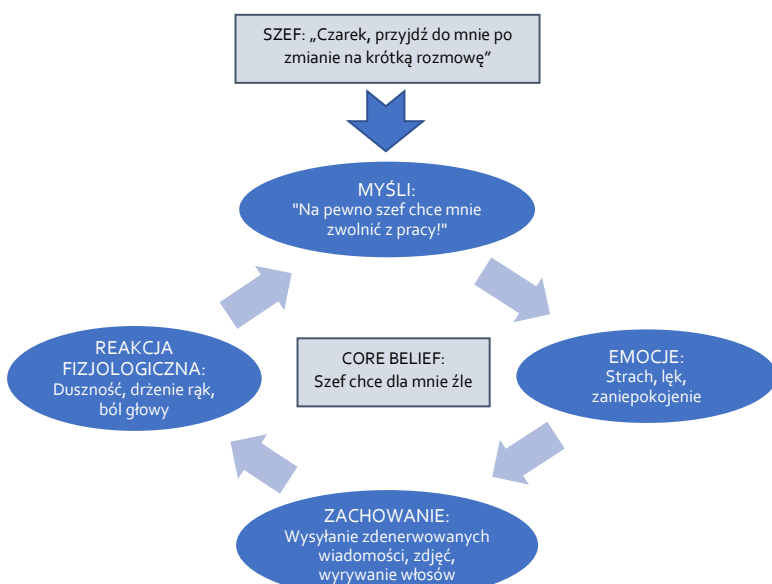 SZEF: „Czarek, przyjdź do mnie po
zmianie na krótką rozmowę”
MYŚLI:
"Na pewno szef chce mnie
zwolnić z pracy!"
REAKCJA
FIZJOLOGICZNA:
Duszność, drżenie rąk,
ból głowy
CORE BELIEF:
Szef chce dla mnie źle
EMOCJE:
Strach, lęk,
zaniepokojenie
ZACHOWANIE:
Wysyłanie zdenerwowanych
wiadomości, zdjęć,
wyrywanie włosów